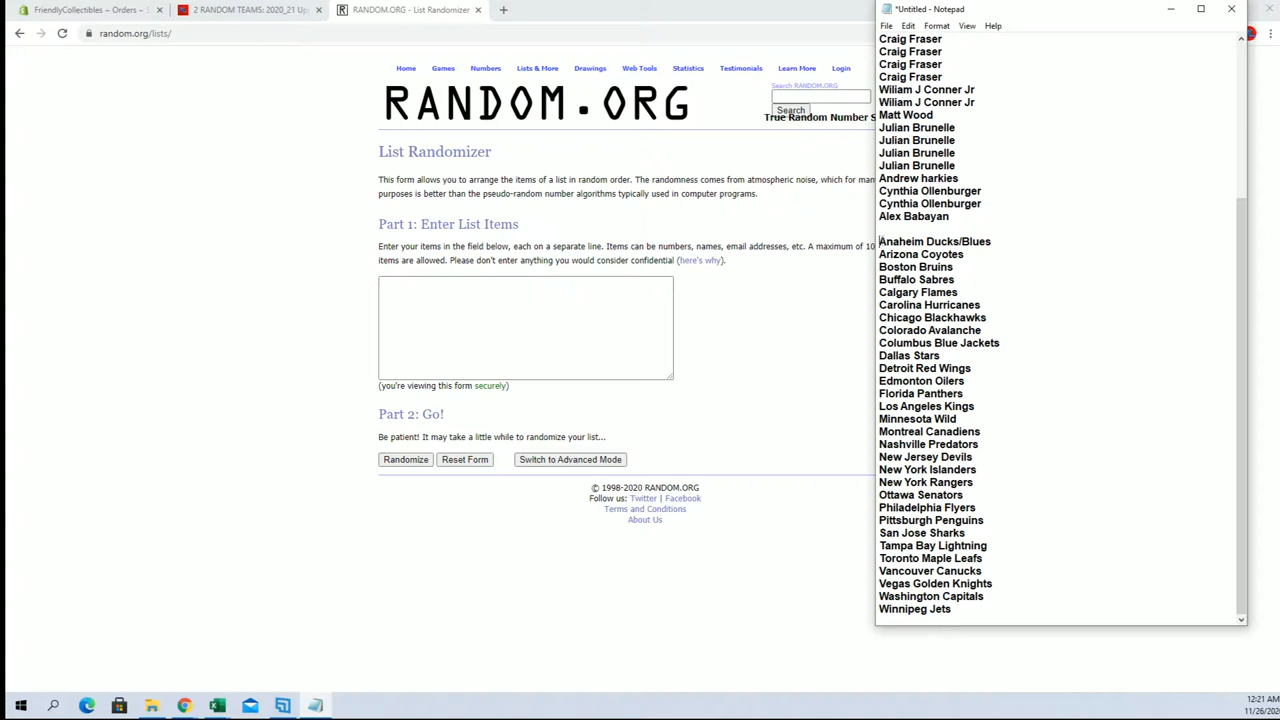 FriendlyCollectibles ~ Orders ~ S
2 RANDOM TEAMS: 2020_21 Up
RANDOM.ORG - List Randomizer
random.org/lists/
Home Games Numbers Lists & More Drawings Web Tools Statistics Testimonials Learn More Login
RANDOM.ORG
Search RANDOM.ORG
Search
True Random Number S
List Randomizer
This form allows you to arrange the items of a list in random order. The randomness comes from atmospheric noise, which for man
purposes is better than the pseudo-random number algorithms typically used in computer programs.
Part 1: Enter List Items
Enter your items in the field below, each on a separate line. Items can be numbers, names, email addresses, etc. A maximum of 10
items are allowed. Please don't enter anything you would consider confidential (here's why).
(you're viewing this form securely)
Part 2: Go!
Be patient! It may take a little while to randomize your list...
Randomize Reset Form Switch to Advanced Mode
© 1998-2020 RANDOM.ORG
Follow us: Twitter | Facebook
Terms and Conditions
About Us
*Untitled - Notepad
File Edit Format View Help
Craig Fraser
Craig Fraser
Craig Fraser
Craig Fraser
Wiliam J Conner Jr
Wiliam J Conner Jr
Matt Wood
Julian Brunelle
Julian Brunelle
Julian Brunelle
Julian Brunelle
Andrew harkies
Cynthia Ollenburger
Cynthia Ollenburger
Alex Babayan
Anaheim Ducks/Blues
Arizona Coyotes
Boston Bruins
Buffalo Sabres
Calgary Flames
Carolina Hurricanes
Chicago Blackhawks
Colorado Avalanche
Columbus Blue Jackets
Dallas Stars
Detroit Red Wings
Edmonton Oilers
Florida Panthers
Los Angeles Kings
Minnesota Wild
Montreal Canadiens
Nashville Predators
New Jersey Devils
New York Islanders
New York Rangers
Ottawa Senators
Philadelphia Flyers
Pittsburgh Penguins
San Jose Sharks
Tampa Bay Lightning
Toronto Maple Leafs
Vancouver Canucks
Vegas Golden Knights
Washington Capitals
Winnipeg Jets
12:21 AM
11/26/202